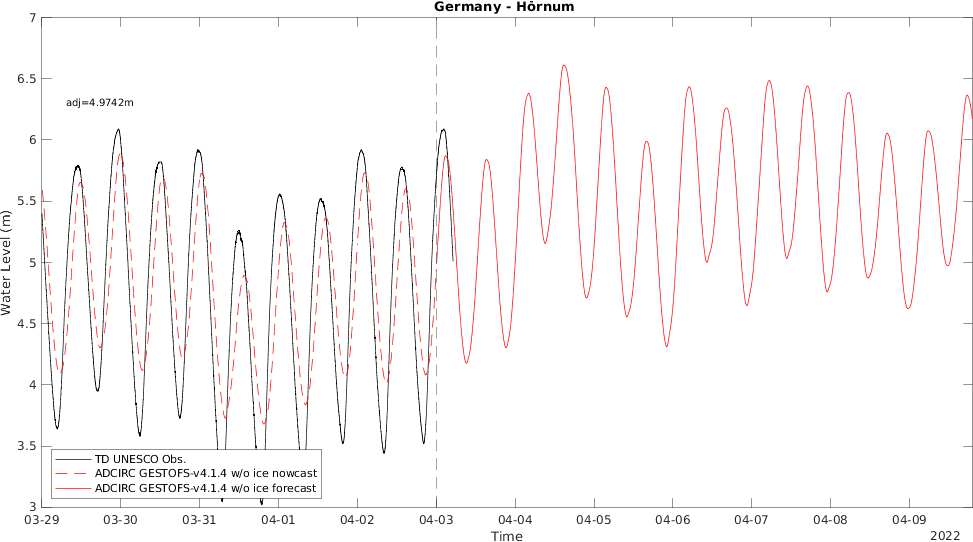 Germany - Hörnum
7
6.5
6
5.5
5
4.5
4
3.5
3
Water Level (m)
adj=4.9742m
TD UNESCO Obs.
ADCIRC GESTOFS-v4.1.4 w/o ice nowcast
ADCIRC GESTOFS-v4.1.4 w/o ice forecast
03-29 03-30 03-31 04-01 04-02 04-03 04-04 04-05 04-06 04-07 04-08 04-09
Time
2022